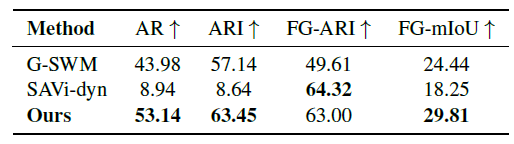 Method AR ↑ ARI ↑ FG-ARI ↑ FG-mIoU ↑
G-SWM 43.98 57.14 49.61 24.44
SAVi-dyn 8.94 8.64 64.32 18.25
Ours 53.14 63.45 63.00 29.81